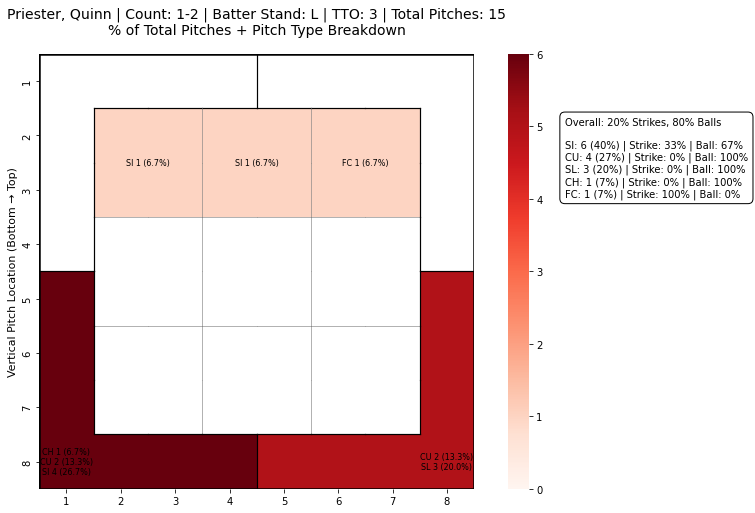 Priester, Quinn | Count: 1-2 | Batter Stand: L | TTO: 3 | Total Pitches: 15
% of Total Pitches + Pitch Type Breakdown
Vertical Pitch Location (Bottom → Top)
1
2
3
4
5
6
7
8
SI 1 (6.7%)
SI 1 (6.7%)
FC 1 (6.7%)
CH 1 (6.7%)
CU 2 (13.3%)
SI 4 (26.7%)
CU 2 (13.3%)
SL 3 (20.0%)
1
2
3
4
5
6
7
8
6
5
4
3
2
1
0
Overall: 20% Strikes, 80% Balls
SI: 6 (40%) | Strike: 33% | Ball: 67%
CU: 4 (27%) | Strike: 0% | Ball: 100%
SL: 3 (20%) | Strike: 0% | Ball: 100%
CH: 1 (7%) | Strike: 0% | Ball: 100%
FC: 1 (7%) | Strike: 100% | Ball: 0%